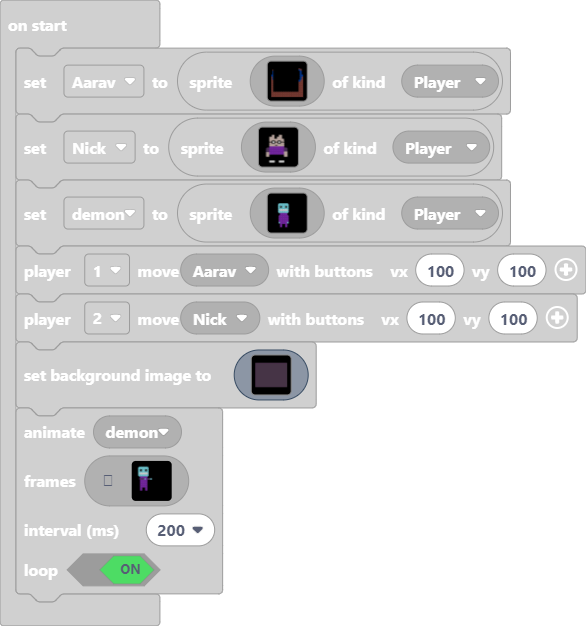 on start
set Aarav to sprite of kind Player
set Nick to sprite of kind Player
set demon to sprite of kind Player
player 1 move Aarav with buttons vx 100 vy 100
player 2 move Nick with buttons vx 100 vy 100
set background image to
animate demon
frames
interval (ms) 200
loop ON